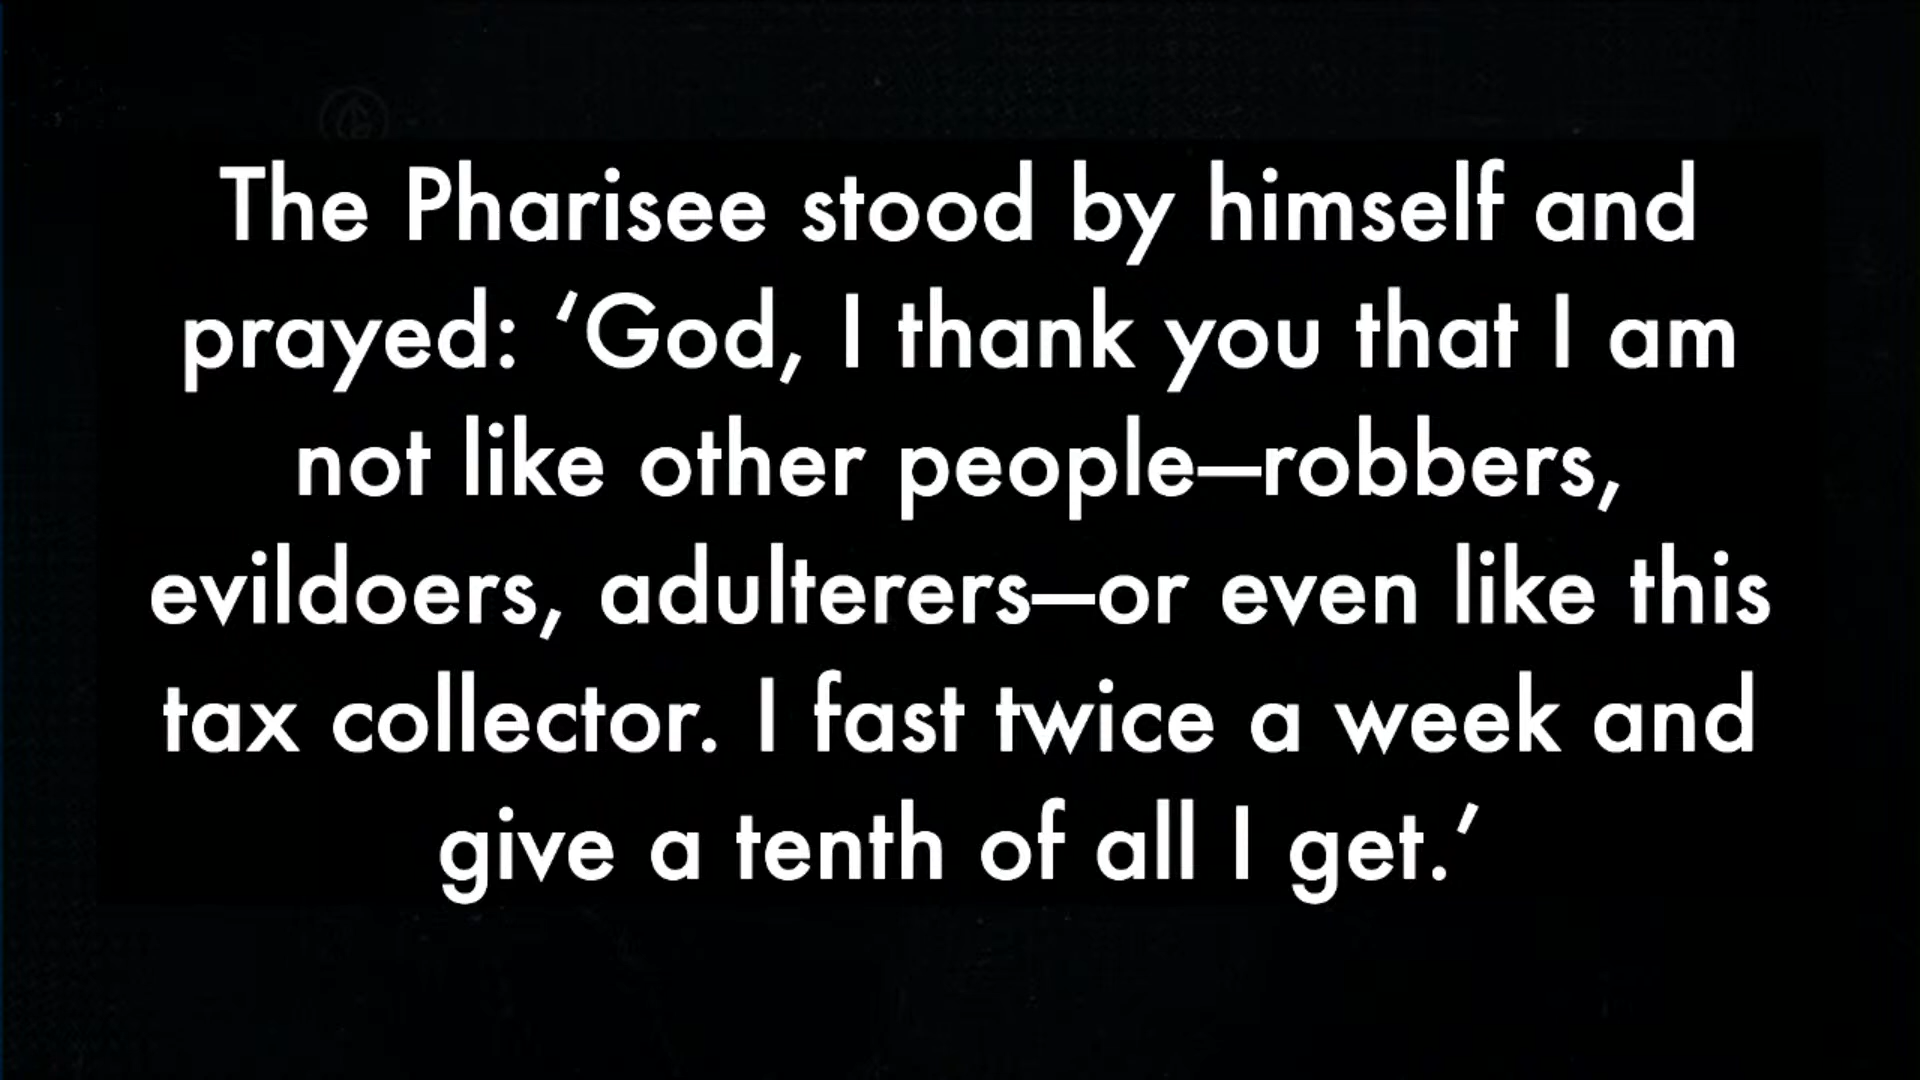 The Pharisee stood by himself and
prayed: ‘God, I thank you that I am
not like other people—robbers,
evildoers, adulterers—or even like this
tax collector. I fast twice a week and
give a tenth of all I get.’